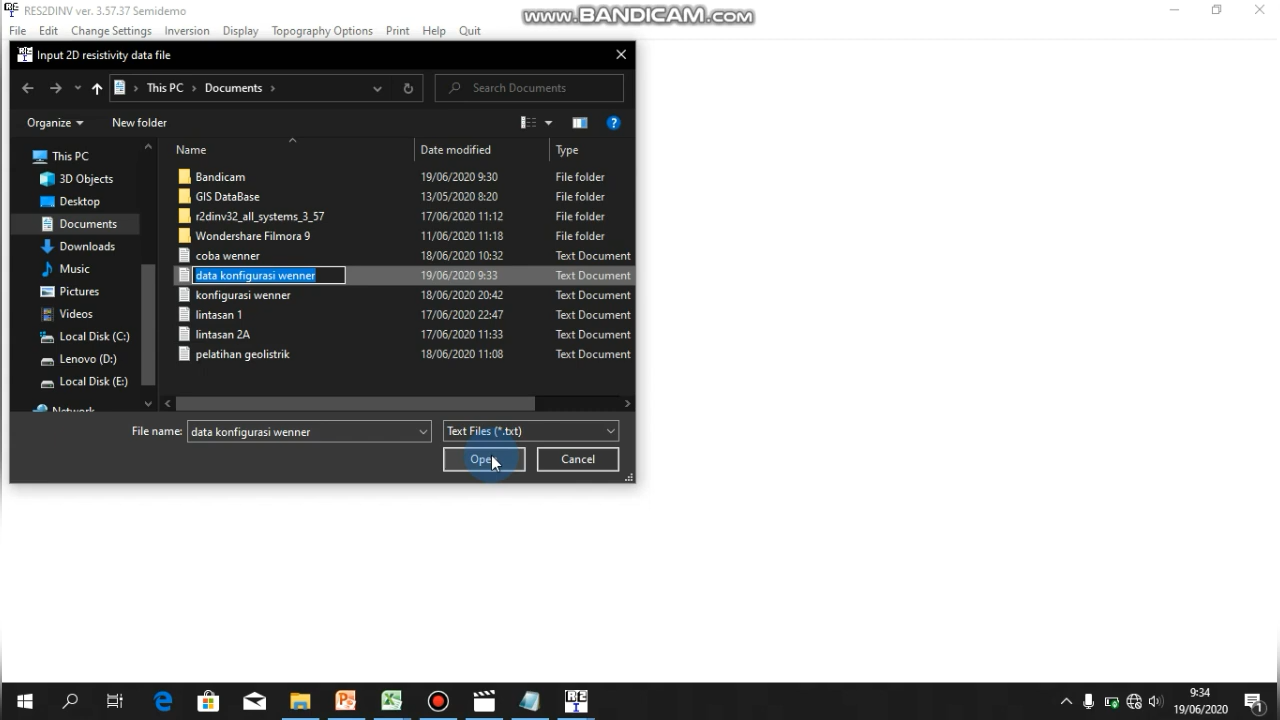 RES2DINV ver. 3.57.37 Semidemo
www.BANDICAM.com
File Edit Change Settings Inversion Display Topography Options Print Help Quit
Input 2D resistivity data file
This PC Documents
Search Documents
Organize New folder
Name Date modified Type
This PC
3D Objects
Desktop
Documents
Downloads
Music
Pictures
Videos
Local Disk (C:)
Lenovo (D:)
Local Disk (E:)
Network
Bandicam 19/06/2020 9:30 File folder
GIS DataBase 13/05/2020 8:20 File folder
r2dinv32_all_systems_3_57 17/06/2020 11:12 File folder
Wondershare Filmora 9 11/06/2020 11:18 File folder
coba wenner 18/06/2020 10:32 Text Document
data konfigurasi wenner 19/06/2020 9:33 Text Document
konfigurasi wenner 18/06/2020 20:42 Text Document
lintasan 1 17/06/2020 22:47 Text Document
lintasan 2A 17/06/2020 11:33 Text Document
pelatihan geolistrik 18/06/2020 11:08 Text Document
File name: data konfigurasi wenner Text Files (*.txt)
Open Cancel
9:34
19/06/2020
1